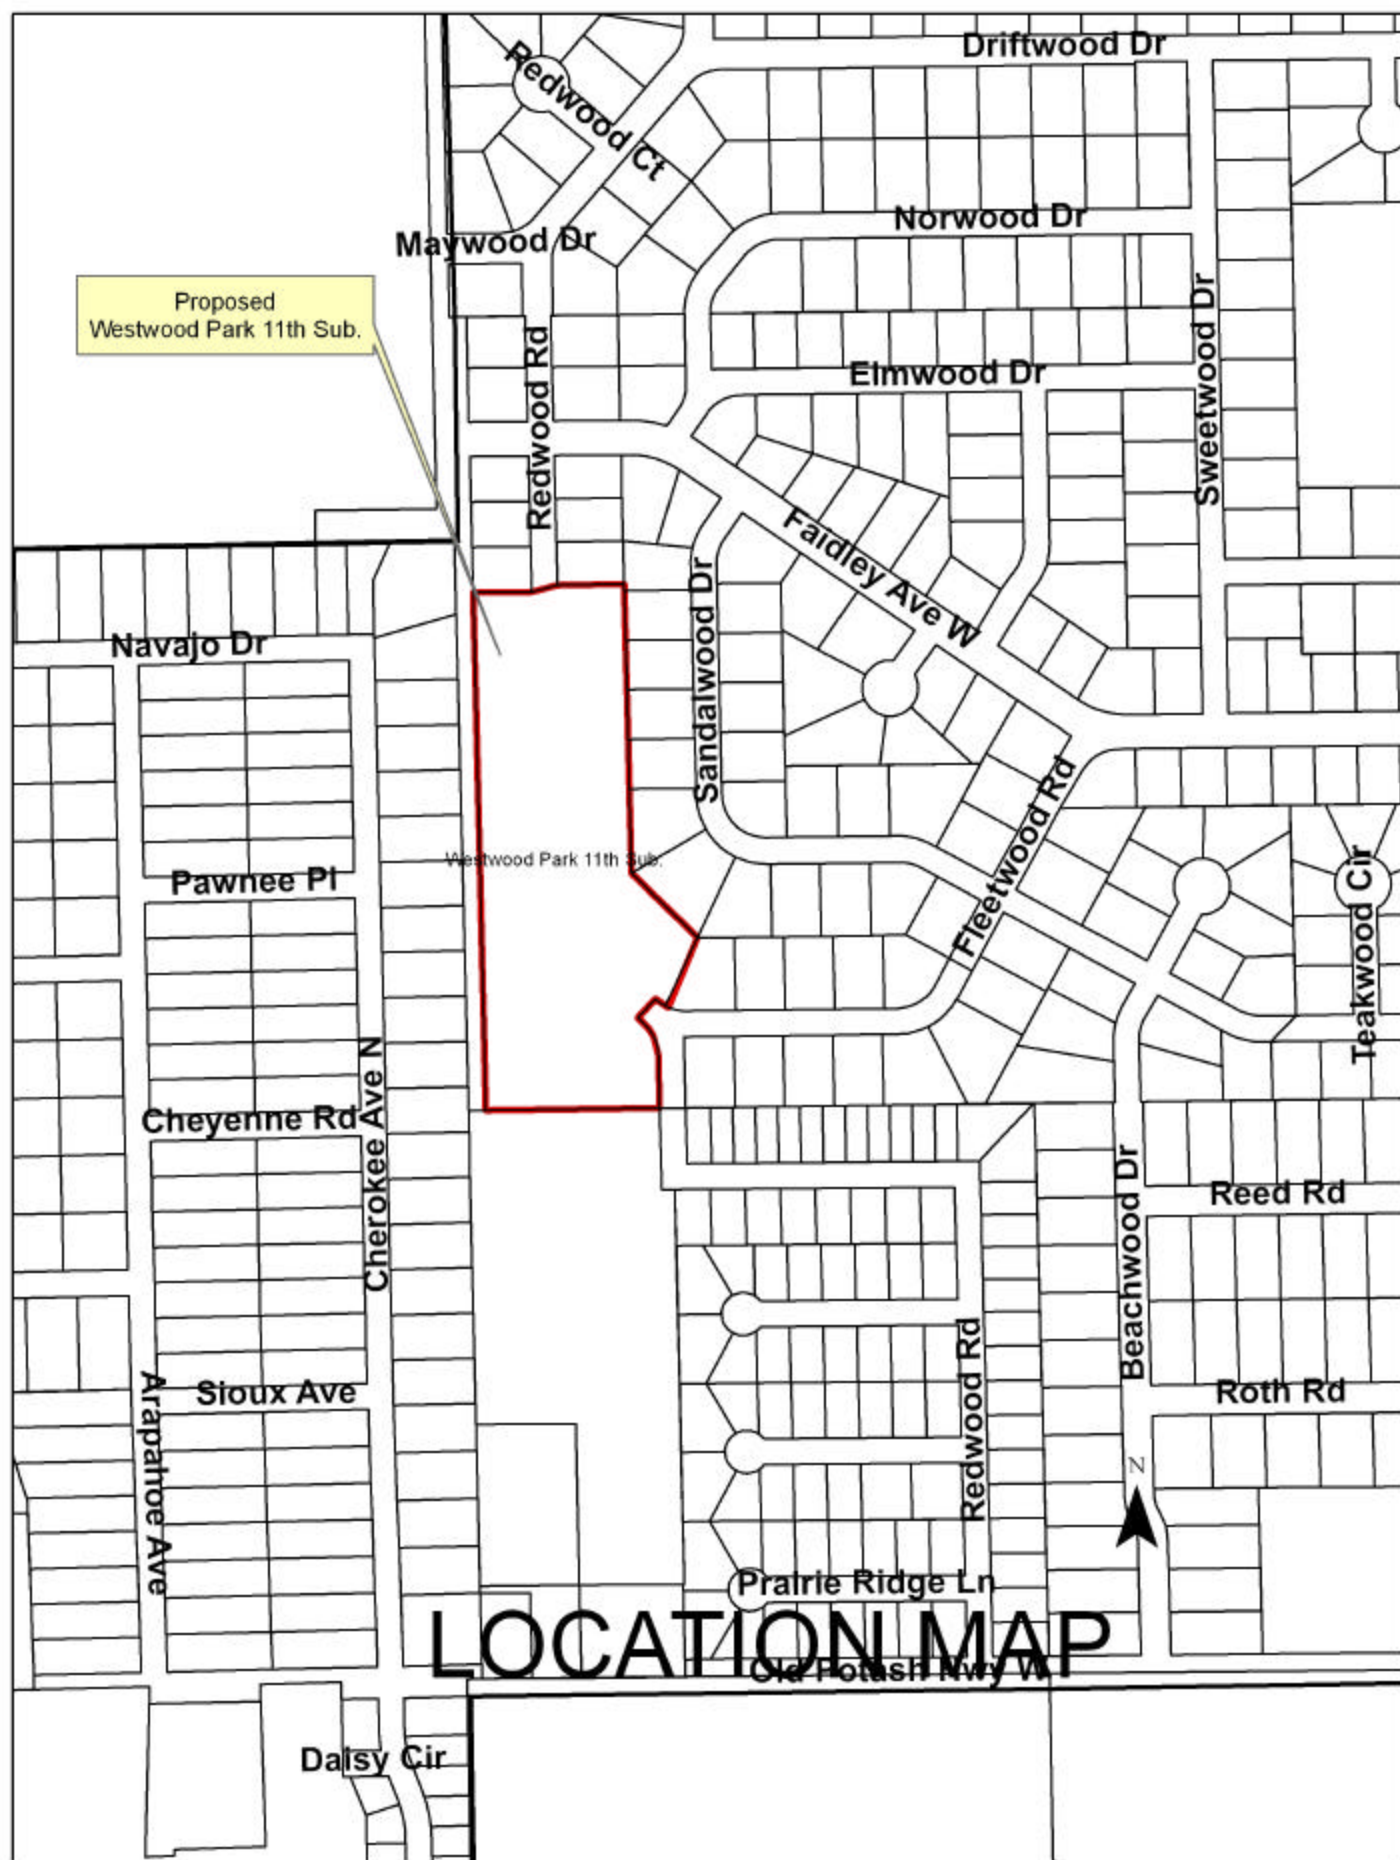 Driftwood Dr
Redwood Ct
Norwood Dr
Maywood Dr
Proposed
Westwood Park 11th Sub.
Redwood Rd
Elmwood Dr
Sweetwood Dr
Faidley Ave W
Sandalwood Dr
Navajo Dr
Fleetwood Rd
Westwood Park 11th Sub.
Pawnee Pl
Teakwood Cir
Cheyenne Rd
Cherokee Ave N
Reed Rd
Beachwood Dr
Sioux Ave
Roth Rd
Arapahoe Ave
Redwood Rd
N
Prairie Ridge Ln
LOCATION MAP
Old Potash Hwy W
Daisy Cir